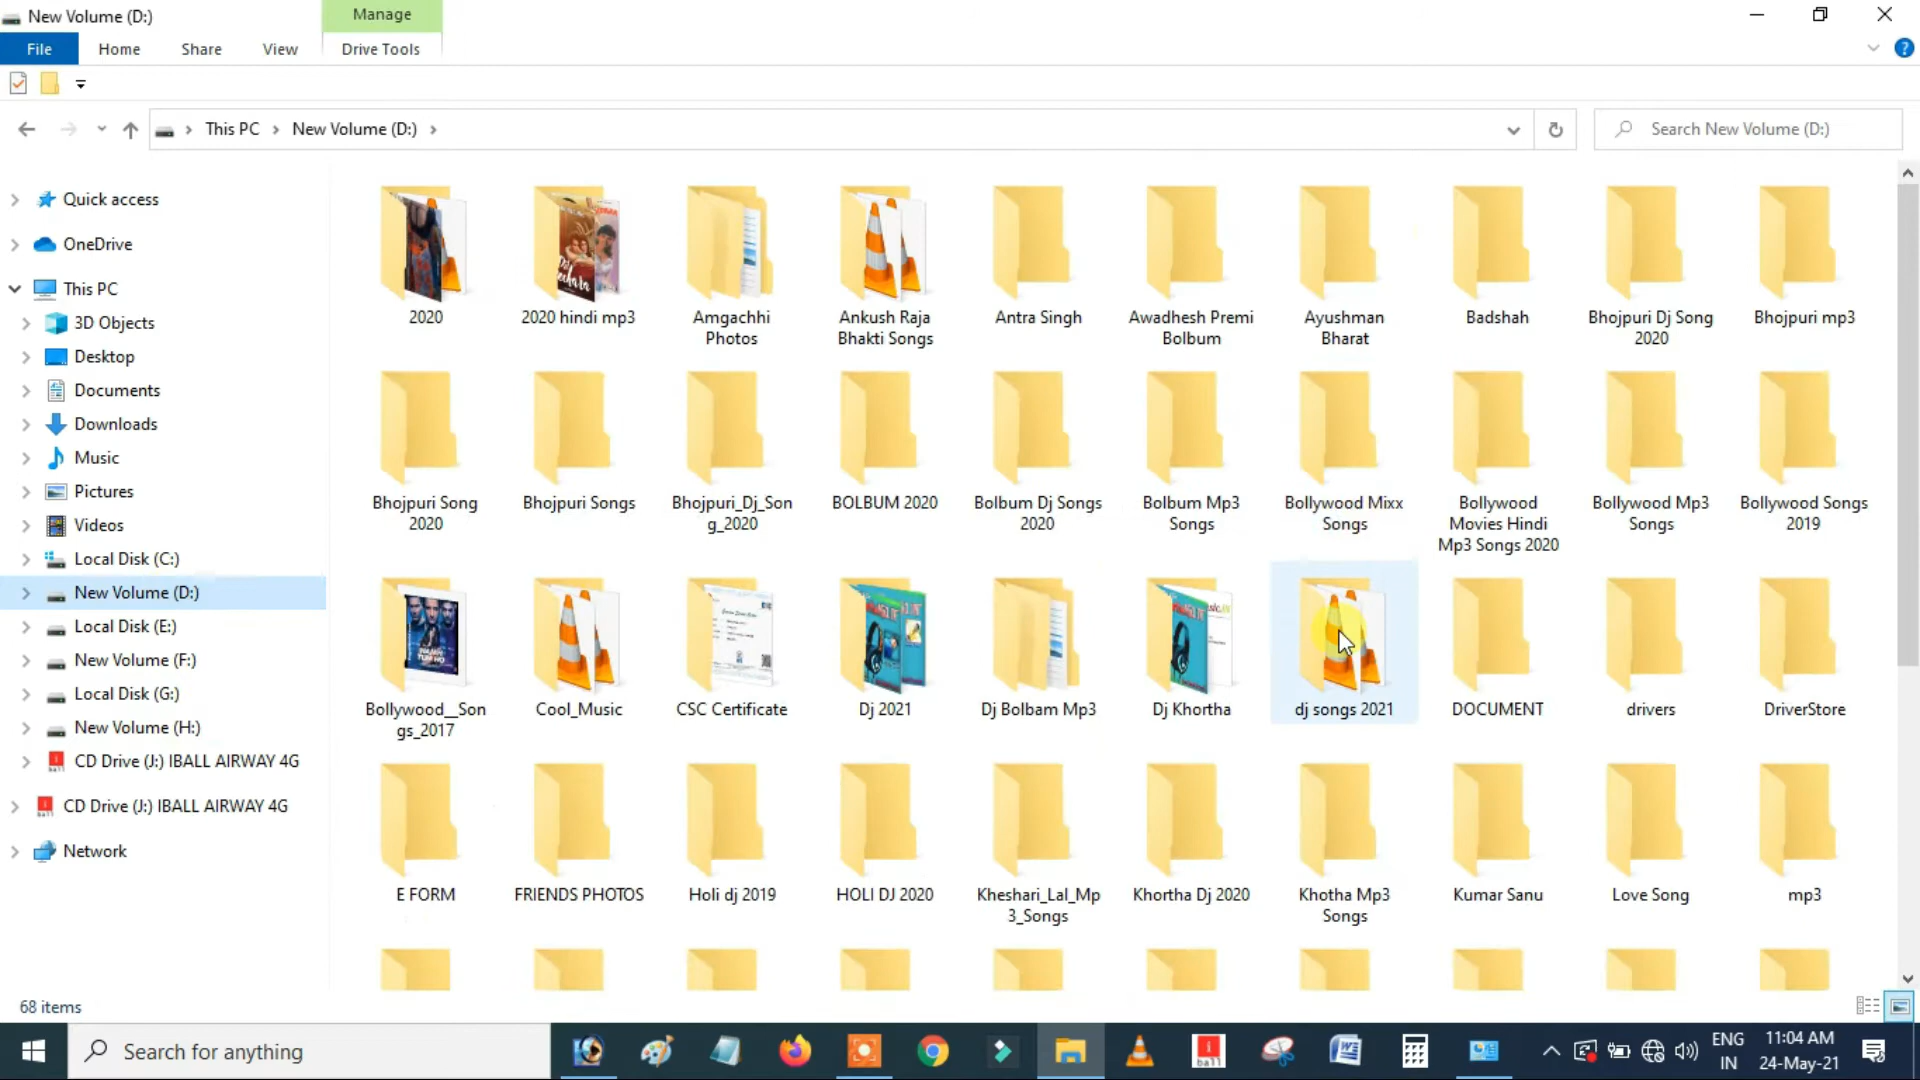 New Volume (D:)
Manage
File
Home
Share
View
Drive Tools
This PC
New Volume (D:)
Search New Volume (D:)
Quick access
OneDrive
This PC
3D Objects
Desktop
Documents
Downloads
Music
Pictures
Videos
Local Disk (C:)
New Volume (D:)
Local Disk (E:)
New Volume (F:)
Local Disk (G:)
New Volume (H:)
CD Drive (J:) IBALL AIRWAY 4G
CD Drive (J:) IBALL AIRWAY 4G
Network
2020
2020 hindi mp3
Amgachhi
Photos
Ankush Raja
Bhakti Songs
Antra Singh
Awadhesh Premi
Bolbum
Ayushman
Bharat
Badshah
Bhojpuri Dj Song
2020
Bhojpuri mp3
Bhojpuri Song
2020
Bhojpuri Songs
Bhojpuri_Dj_Son
g_2020
BOLBUM 2020
Bolbum Dj Songs
2020
Bolbum Mp3
Songs
Bollywood Mixx
Songs
Bollywood
Movies Hindi
Mp3 Songs 2020
Bollywood Mp3
Songs
Bollywood Songs
2019
Bollywood__Son
gs_2017
Cool_Music
CSC Certificate
Dj 2021
Dj Bolbam Mp3
Dj Khortha
dj songs 2021
DOCUMENT
drivers
DriverStore
E FORM
FRIENDS PHOTOS
Holi dj 2019
HOLI DJ 2020
Kheshari_Lal_Mp
3_Songs
Khortha Dj 2020
Khotha Mp3
Songs
Kumar Sanu
Love Song
mp3
68 items
Search for anything
ball
ENG
IN
11:04 AM
24-May-21